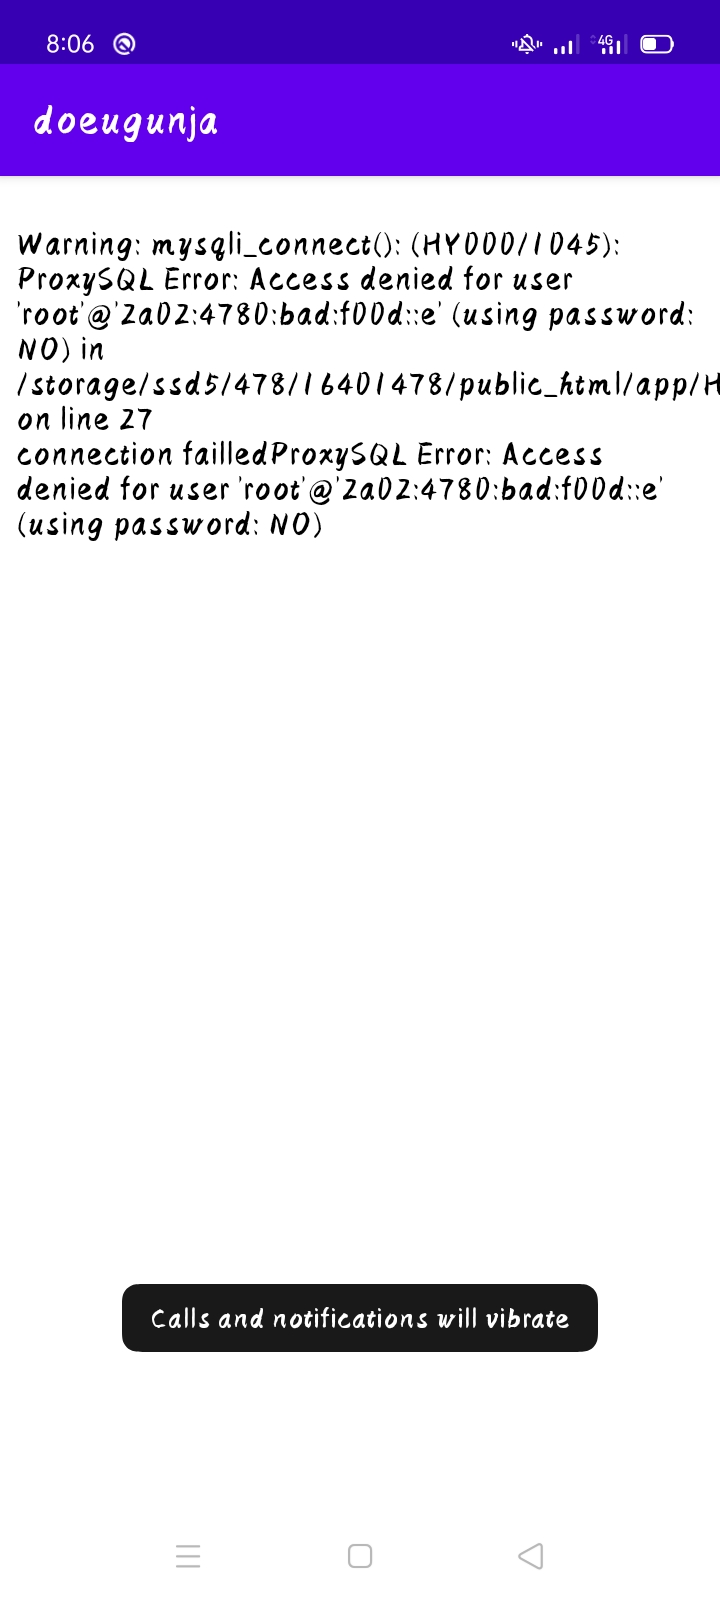 8:06
4G
doeugunja
Warning: mysqli_connect(): (HY000/1045):
ProxySQL Error: Access denied for user
'root'@'2a02:4780:bad:f00d::e' (using password:
NO) in
/storage/ssd5/478/16401478/public_html/app/H
on line 27
connection failledProxySQL Error: Access
denied for user 'root'@'2a02:4780:bad:f00d::e'
(using password: NO)
Calls and notifications will vibrate